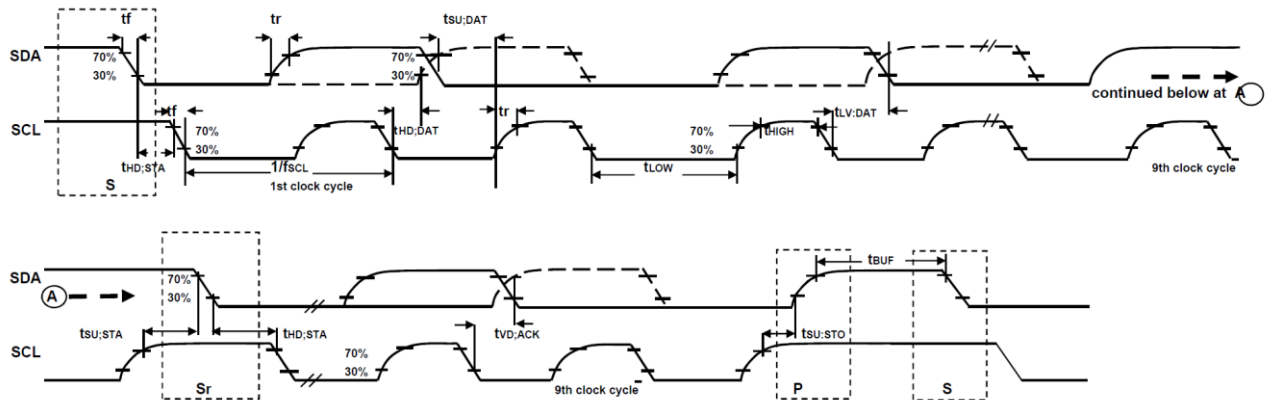 tf tr tSU;DAT
SDA 70% 70%
30% 30%
continued below at A
tf tHD;DAT tr tHIGH tLV:DAT
SCL 70% 70%
30% 30%
tHD;STA 1/fSCL tLOW
S 1st clock cycle 9th clock cycle
tBUF
SDA 70%
A 30%
tSU;STA tHD;STA tVD;ACK tSU:STO
SCL 70%
30%
Sr 9th clock cycle P S